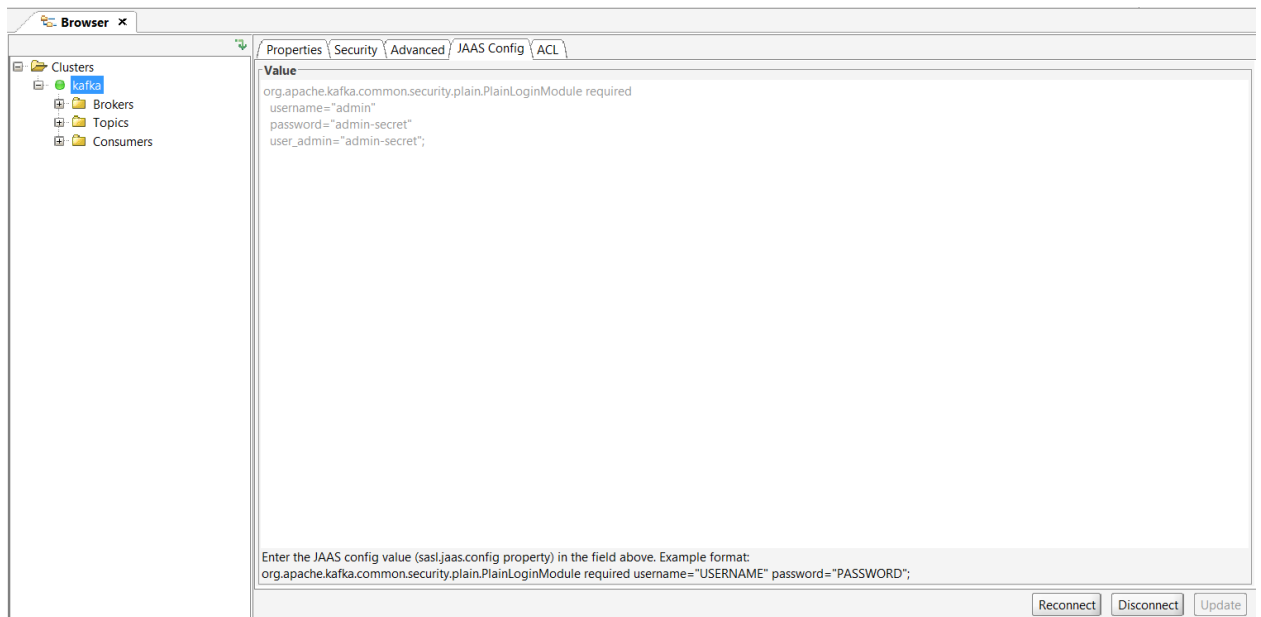 Browser ×
Properties Security Advanced JAAS Config ACL
Clusters
kafka
Brokers
Topics
Consumers
Value
org.apache.kafka.common.security.plain.PlainLoginModule required
username="admin"
password="admin-secret"
user_admin="admin-secret";
Enter the JAAS config value (sasl.jaas.config property) in the field above. Example format:
org.apache.kafka.common.security.plain.PlainLoginModule required username="USERNAME" password="PASSWORD";
Reconnect Disconnect Update